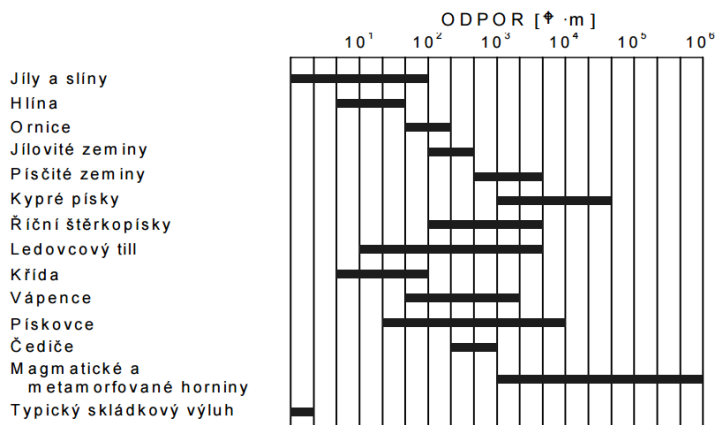 ODPOR [⌖ ·m]
10¹ 10² 10³ 10⁴ 10⁵ 10⁶
Jíly a slíny
Hlína
Ornice
Jílovité zeminy
Písčité zeminy
Kypré písky
Říční štěrkopísky
Ledovcový till
Křída
Vápence
Pískovce
Čediče
Magmatické a
metamorfované horniny
Typický skládkový výluh